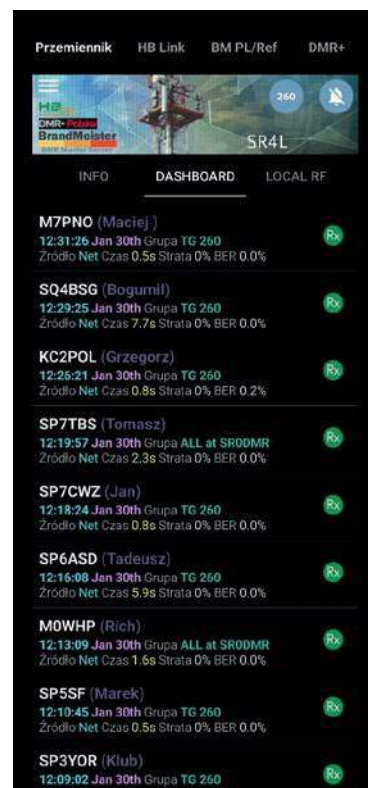 Przemiennik HB Link BM PL/Ref DMR+
260
HB
DMR+ Polska
BrandMeister
DMR Master Server
SR4L
INFO DASHBOARD LOCAL RF
M7PNO (Maciej )
12:31:26 Jan 30th Grupa TG 260
Źródło Net Czas 0.5s Strata 0% BER 0.0%
Rx
SQ4BSG (Bogumil)
12:29:25 Jan 30th Grupa TG 260
Źródło Net Czas 7.7s Strata 0% BER 0.0%
Rx
KC2POL (Grzegorz)
12:26:21 Jan 30th Grupa TG 260
Źródło Net Czas 0.8s Strata 0% BER 0.2%
Rx
SP7TBS (Tomasz)
12:19:57 Jan 30th Grupa ALL at SR0DMR
Źródło Net Czas 2.3s Strata 0% BER 0.0%
Rx
SP7CWZ (Jan)
12:18:24 Jan 30th Grupa TG 260
Źródło Net Czas 0.8s Strata 0% BER 0.0%
Rx
SP6ASD (Tadeusz)
12:16:08 Jan 30th Grupa TG 260
Źródło Net Czas 5.9s Strata 0% BER 0.0%
Rx
M0WHP (Rich)
12:13:09 Jan 30th Grupa ALL at SR0DMR
Źródło Net Czas 1.6s Strata 0% BER 0.0%
Rx
SP5SF (Marek)
12:10:45 Jan 30th Grupa TG 260
Źródło Net Czas 0.5s Strata 0% BER 0.0%
Rx
SP3YOR (Klub)
12:09:02 Jan 30th Grupa TG 260
Rx